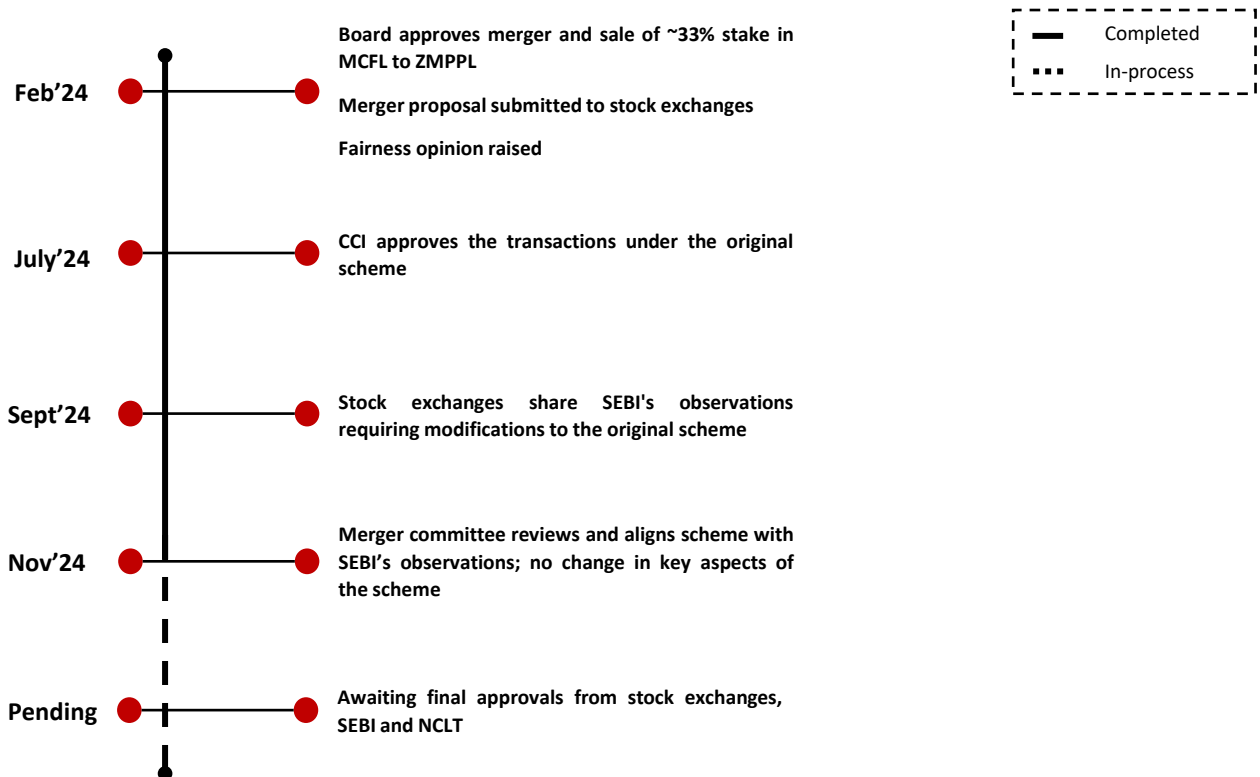 Completed
In-process
Feb’24
Board approves merger and sale of ~33% stake in
MCFL to ZMPPL
Merger proposal submitted to stock exchanges
Fairness opinion raised
July’24
CCI approves the transactions under the original
scheme
Sept’24
Stock exchanges share SEBI's observations
requiring modifications to the original scheme
Nov’24
Merger committee reviews and aligns scheme with
SEBI’s observations; no change in key aspects of
the scheme
Pending
Awaiting final approvals from stock exchanges,
SEBI and NCLT